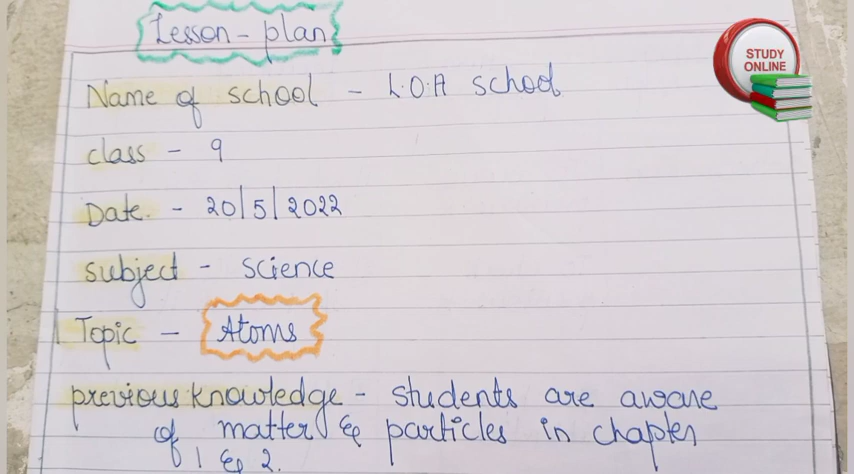 Lesson - plan
STUDY
ONLINE
Name of school - L.O.A school
class - 9
Date. - 20/5/2022
subject - science
Topic - Atoms
previous knowledge - students are aware
of matter & particles in chapter
1 & 2.